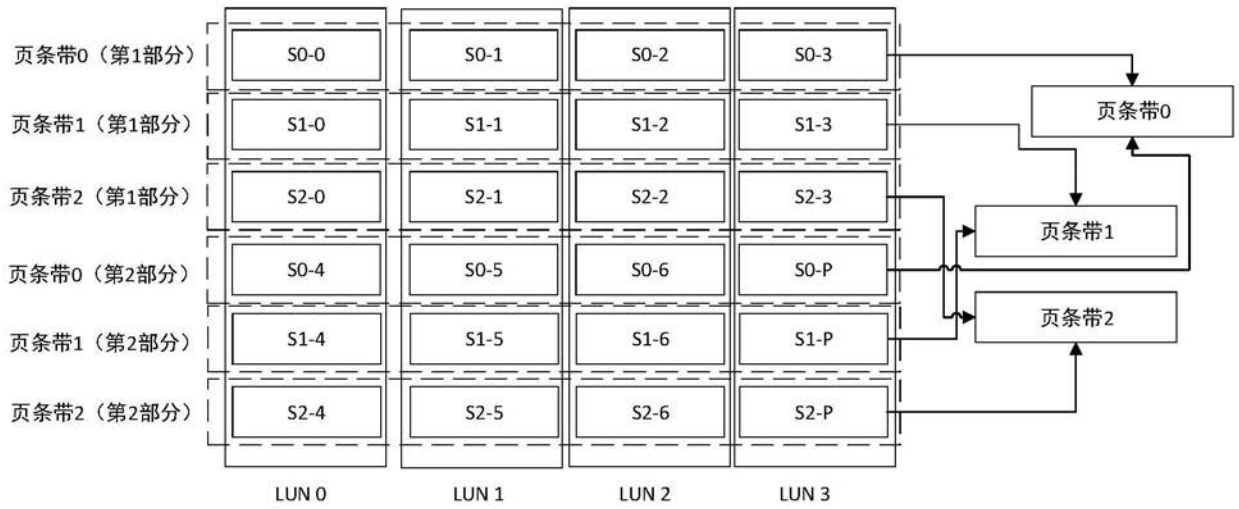 页条带0（第1部分） S0-0 S0-1 S0-2 S0-3
页条带0
页条带1（第1部分） S1-0 S1-1 S1-2 S1-3
页条带2（第1部分） S2-0 S2-1 S2-2 S2-3
页条带1
页条带0（第2部分） S0-4 S0-5 S0-6 S0-P
页条带2
页条带1（第2部分） S1-4 S1-5 S1-6 S1-P
页条带2（第2部分） S2-4 S2-5 S2-6 S2-P
LUN 0 LUN 1 LUN 2 LUN 3